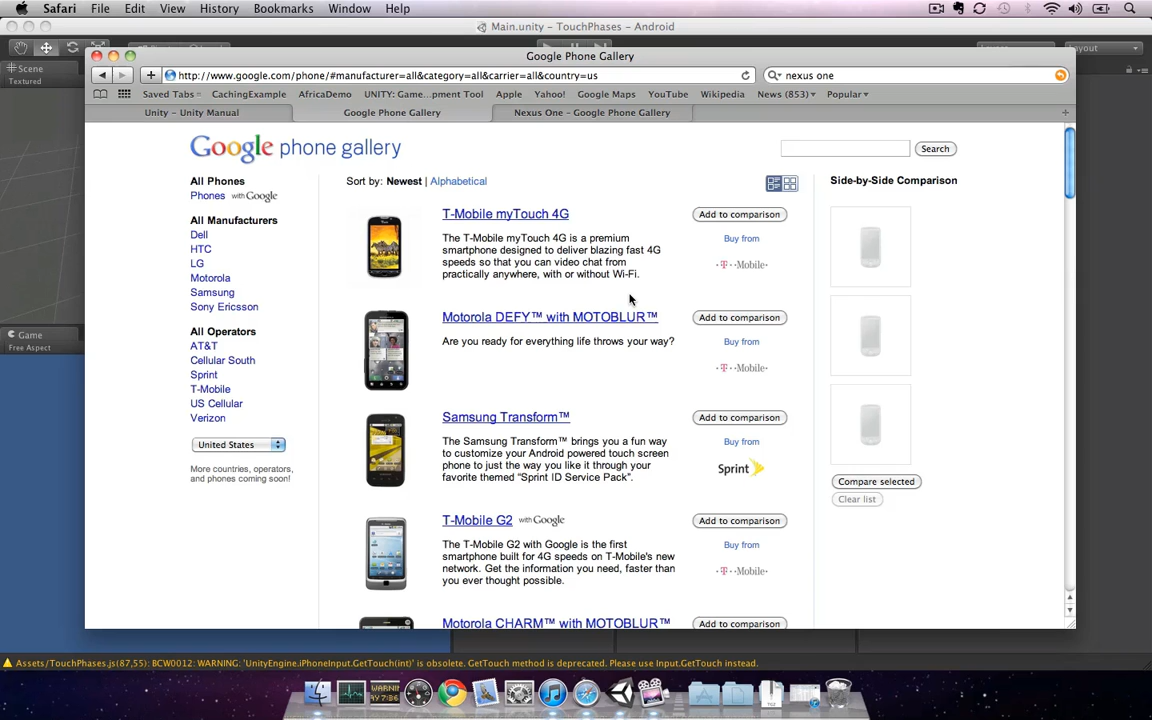 Safari File Edit View History Bookmarks Window Help
Main.unity - TouchPhases - Android
Layout
Scene
Textured
Google Phone Gallery
http://www.google.com/phone/#manufacturer=all&category=all&carrier=all&country=us
nexus one
Saved Tabs CachingExample AfricaDemo UNITY: Game...pment Tool Apple Yahoo! Google Maps YouTube Wikipedia News (853) Popular
Unity - Unity Manual
Google Phone Gallery
Nexus One - Google Phone Gallery
Google phone gallery
Search
All Phones
Phones with Google
All Manufacturers
Dell
HTC
LG
Motorola
Samsung
Sony Ericsson
All Operators
AT&T
Cellular South
Sprint
T-Mobile
US Cellular
Verizon
United States
More countries, operators,
and phones coming soon!
Sort by: Newest | Alphabetical
T-Mobile myTouch 4G
The T-Mobile myTouch 4G is a premium
smartphone designed to deliver blazing fast 4G
speeds so that you can video chat from
practically anywhere, with or without Wi-Fi.
Add to comparison
Buy from
T-Mobile
Motorola DEFY™ with MOTOBLUR™
Are you ready for everything life throws your way?
Add to comparison
Buy from
T-Mobile
Samsung Transform™
The Samsung Transform™ brings you a fun way
to customize your Android powered touch screen
phone to just the way you like it through your
favorite themed "Sprint ID Service Pack".
Add to comparison
Buy from
Sprint
T-Mobile G2 with Google
The T-Mobile G2 with Google is the first
smartphone built for 4G speeds on T-Mobile's new
network. Get the information you need, faster than
you ever thought possible.
Add to comparison
Buy from
T-Mobile
Motorola CHARM™ with MOTOBLUR™
Add to comparison
Side-by-Side Comparison
Compare selected
Clear list
Game
Free Aspect
Assets/TouchPhases.js(87,55): BCW0012: WARNING: 'UnityEngine.iPhoneInput.GetTouch(int)' is obsolete. GetTouch method is deprecated. Please use Input.GetTouch instead.